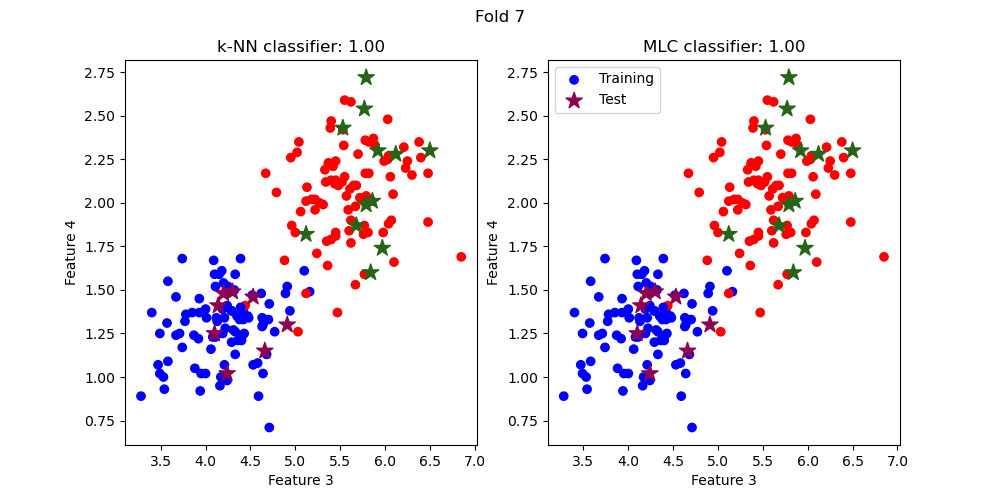 Fold 7
k-NN classifier: 1.00
MLC classifier: 1.00
Training
Test
Feature 4
2.75
2.50
2.25
2.00
1.75
1.50
1.25
1.00
0.75
3.5 4.0 4.5 5.0 5.5 6.0 6.5 7.0
Feature 3
Feature 4
2.75
2.50
2.25
2.00
1.75
1.50
1.25
1.00
0.75
3.5 4.0 4.5 5.0 5.5 6.0 6.5 7.0
Feature 3